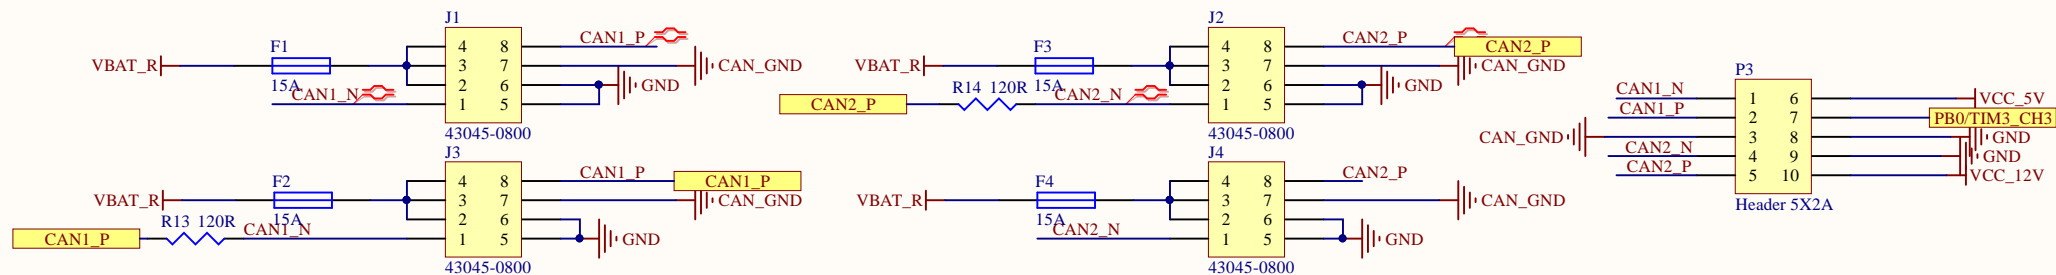 J1
F1
VBAT_R
15A
CAN1_N
4 8
3 7
2 6
1 5
CAN1_P
CAN_GND
GND
43045-0800
J2
F3
VBAT_R
15A
CAN2_P
R14 120R
CAN2_N
4 8
3 7
2 6
1 5
CAN2_P
CAN2_P
CAN_GND
GND
43045-0800
J3
F2
VBAT_R
15A
CAN1_P
R13 120R
CAN1_N
4 8
3 7
2 6
1 5
CAN1_P
CAN1_P
CAN_GND
GND
43045-0800
J4
F4
VBAT_R
15A
CAN2_N
4 8
3 7
2 6
1 5
CAN2_P
CAN_GND
GND
43045-0800
P3
CAN1_N
CAN1_P
CAN_GND
CAN2_N
CAN2_P
1 6
2 7
3 8
4 9
5 10
VCC_5V
PB0/TIM3_CH3
GND
GND
VCC_12V
Header 5X2A